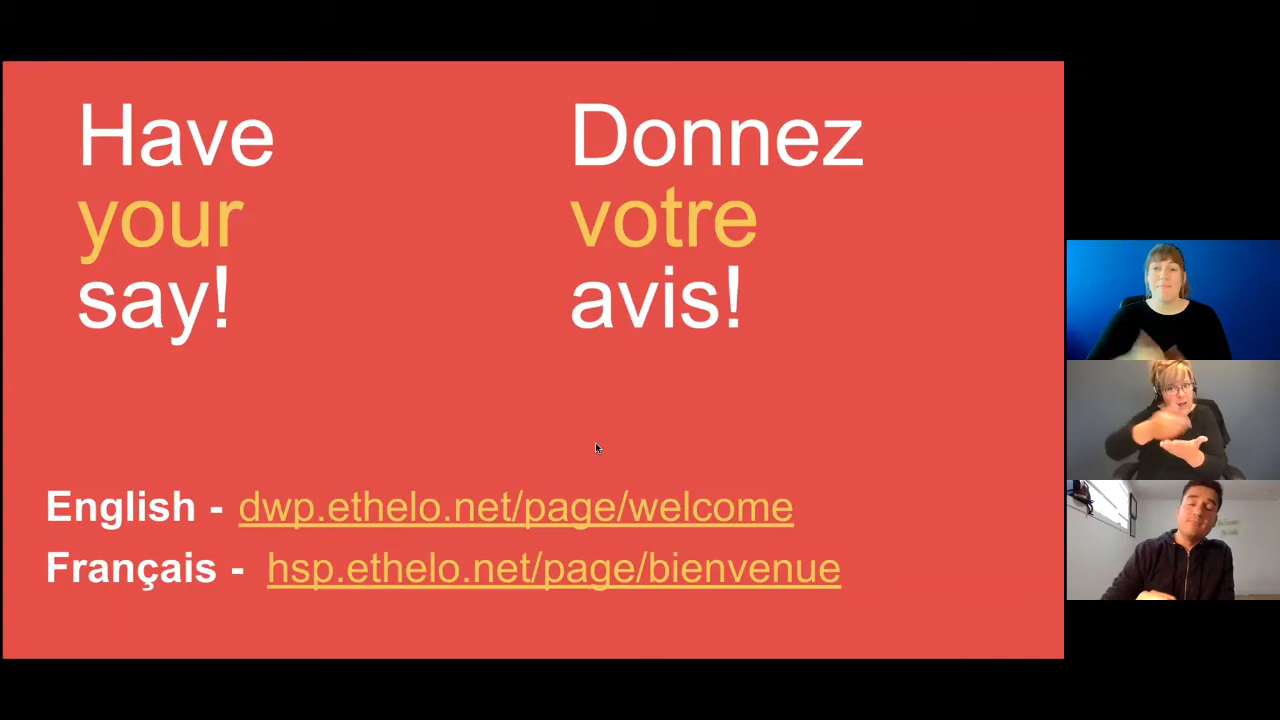 Have
your
say!
Donnez
votre
avis!
English - dwp.ethelo.net/page/welcome
Français - hsp.ethelo.net/page/bienvenue